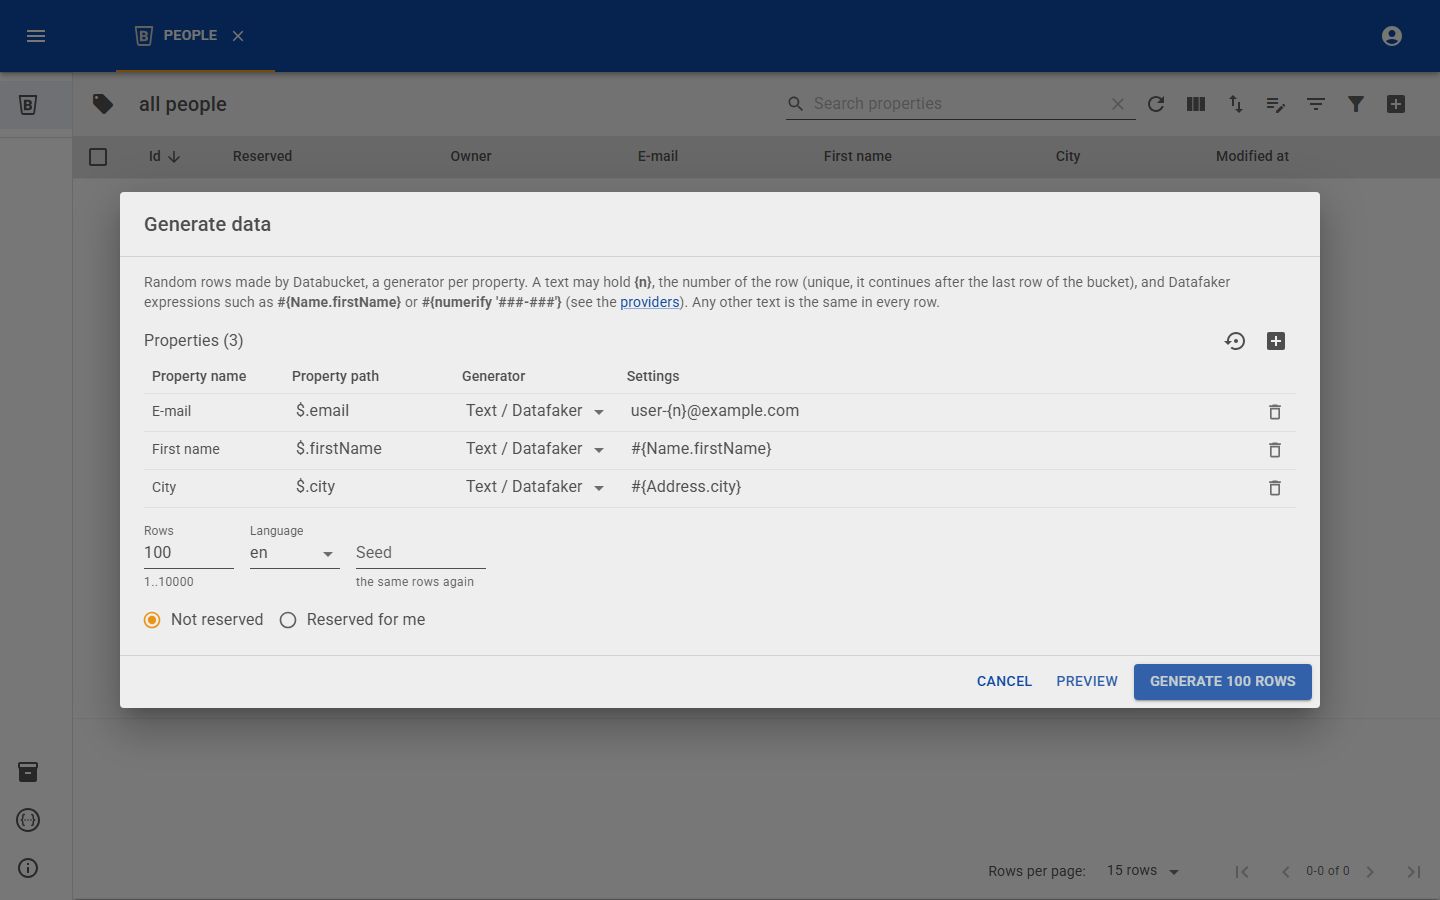 PEOPLE
all people
Search properties
Id Reserved Owner E-mail First name City Modified at
Generate data
Random rows made by Databucket, a generator per property. A text may hold {n}, the number of the row (unique, it continues after the last row of the bucket), and Datafaker
expressions such as #{Name.firstName} or #{numerify '###-###'} (see the providers). Any other text is the same in every row.
Properties (3)
Property name Property path Generator Settings
E-mail $.email Text / Datafaker user-{n}@example.com
First name $.firstName Text / Datafaker #{Name.firstName}
City $.city Text / Datafaker #{Address.city}
Rows Language
100 en Seed
1..10000 the same rows again
Not reserved Reserved for me
CANCEL PREVIEW GENERATE 100 ROWS
Rows per page: 15 rows 0-0 of 0